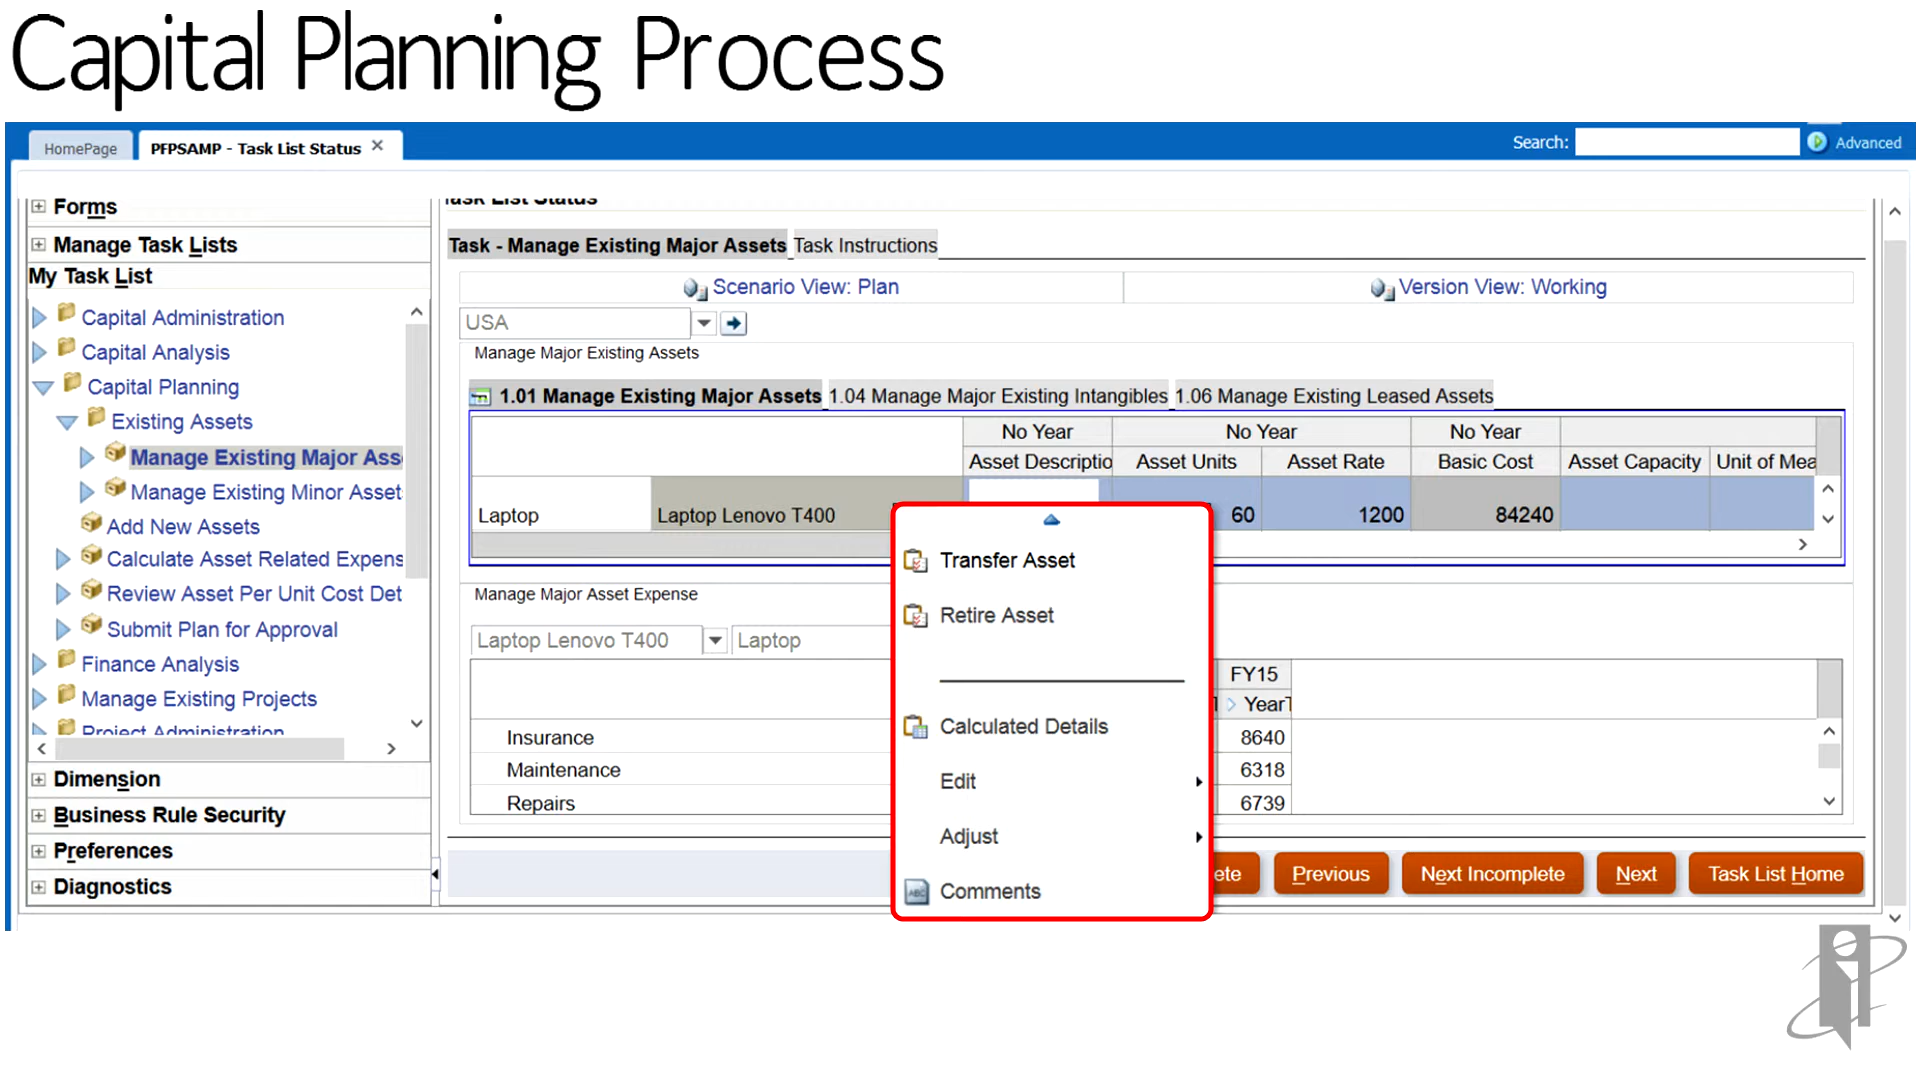 Capital Planning Process
HomePage
PFPSAMP - Task List Status
Search:
Advanced
Forms
Manage Task Lists
My Task List
Capital Administration
Capital Analysis
Capital Planning
Existing Assets
Manage Existing Major Ass
Manage Existing Minor Asset
Add New Assets
Calculate Asset Related Expens
Review Asset Per Unit Cost Det
Submit Plan for Approval
Finance Analysis
Manage Existing Projects
Project Administration
Dimension
Business Rule Security
Preferences
Diagnostics
Task List Status
Task - Manage Existing Major Assets Task Instructions
Scenario View: Plan
Version View: Working
USA
Manage Major Existing Assets
1.01 Manage Existing Major Assets 1.04 Manage Major Existing Intangibles 1.06 Manage Existing Leased Assets
No Year No Year No Year
Asset Descriptio Asset Units Asset Rate Basic Cost Asset Capacity Unit of Mea
Laptop Laptop Lenovo T400 60 1200 84240
Manage Major Asset Expense
Laptop Lenovo T400 Laptop
FY15
YearT
Insurance 8640
Maintenance 6318
Repairs 6739
Transfer Asset
Retire Asset
Calculated Details
Edit
Adjust
Comments
ete Previous Next Incomplete Next Task List Home